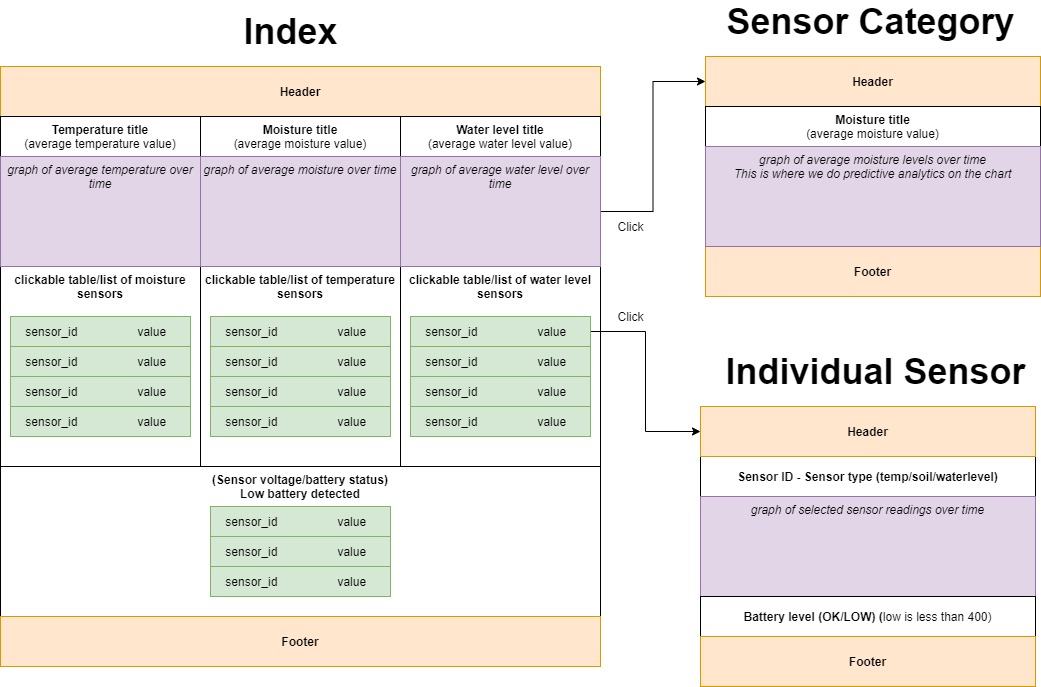 Index
Header
Temperature title
(average temperature value)
Moisture title
(average moisture value)
Water level title
(average water level value)
graph of average temperature over
time
graph of average moisture over time
graph of average water level over
time
clickable table/list of moisture
sensors
clickable table/list of temperature
sensors
clickable table/list of water level
sensors
sensor_id value
sensor_id value
sensor_id value
sensor_id value
sensor_id value
sensor_id value
sensor_id value
sensor_id value
sensor_id value
sensor_id value
sensor_id value
sensor_id value
(Sensor voltage/battery status)
Low battery detected
sensor_id value
sensor_id value
sensor_id value
Footer
Click
Click
Sensor Category
Header
Moisture title
(average moisture value)
graph of average moisture levels over time
This is where we do predictive analytics on the chart
Footer
Individual Sensor
Header
Sensor ID - Sensor type (temp/soil/waterlevel)
graph of selected sensor readings over time
Battery level (OK/LOW) (low is less than 400)
Footer